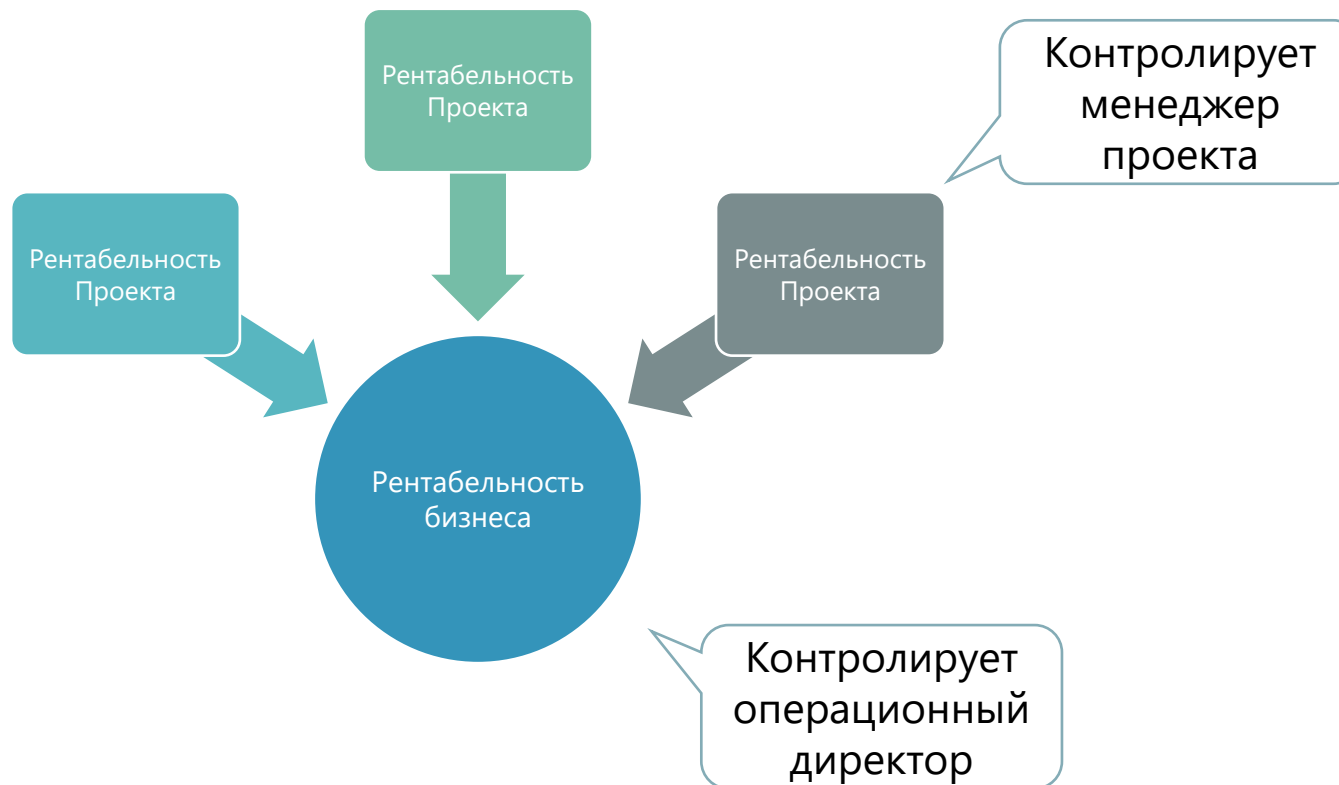 Рентабельность
Проекта
Контролирует
менеджер
проекта
Рентабельность
Проекта
Рентабельность
Проекта
Рентабельность
бизнеса
Контролирует
операционный
директор